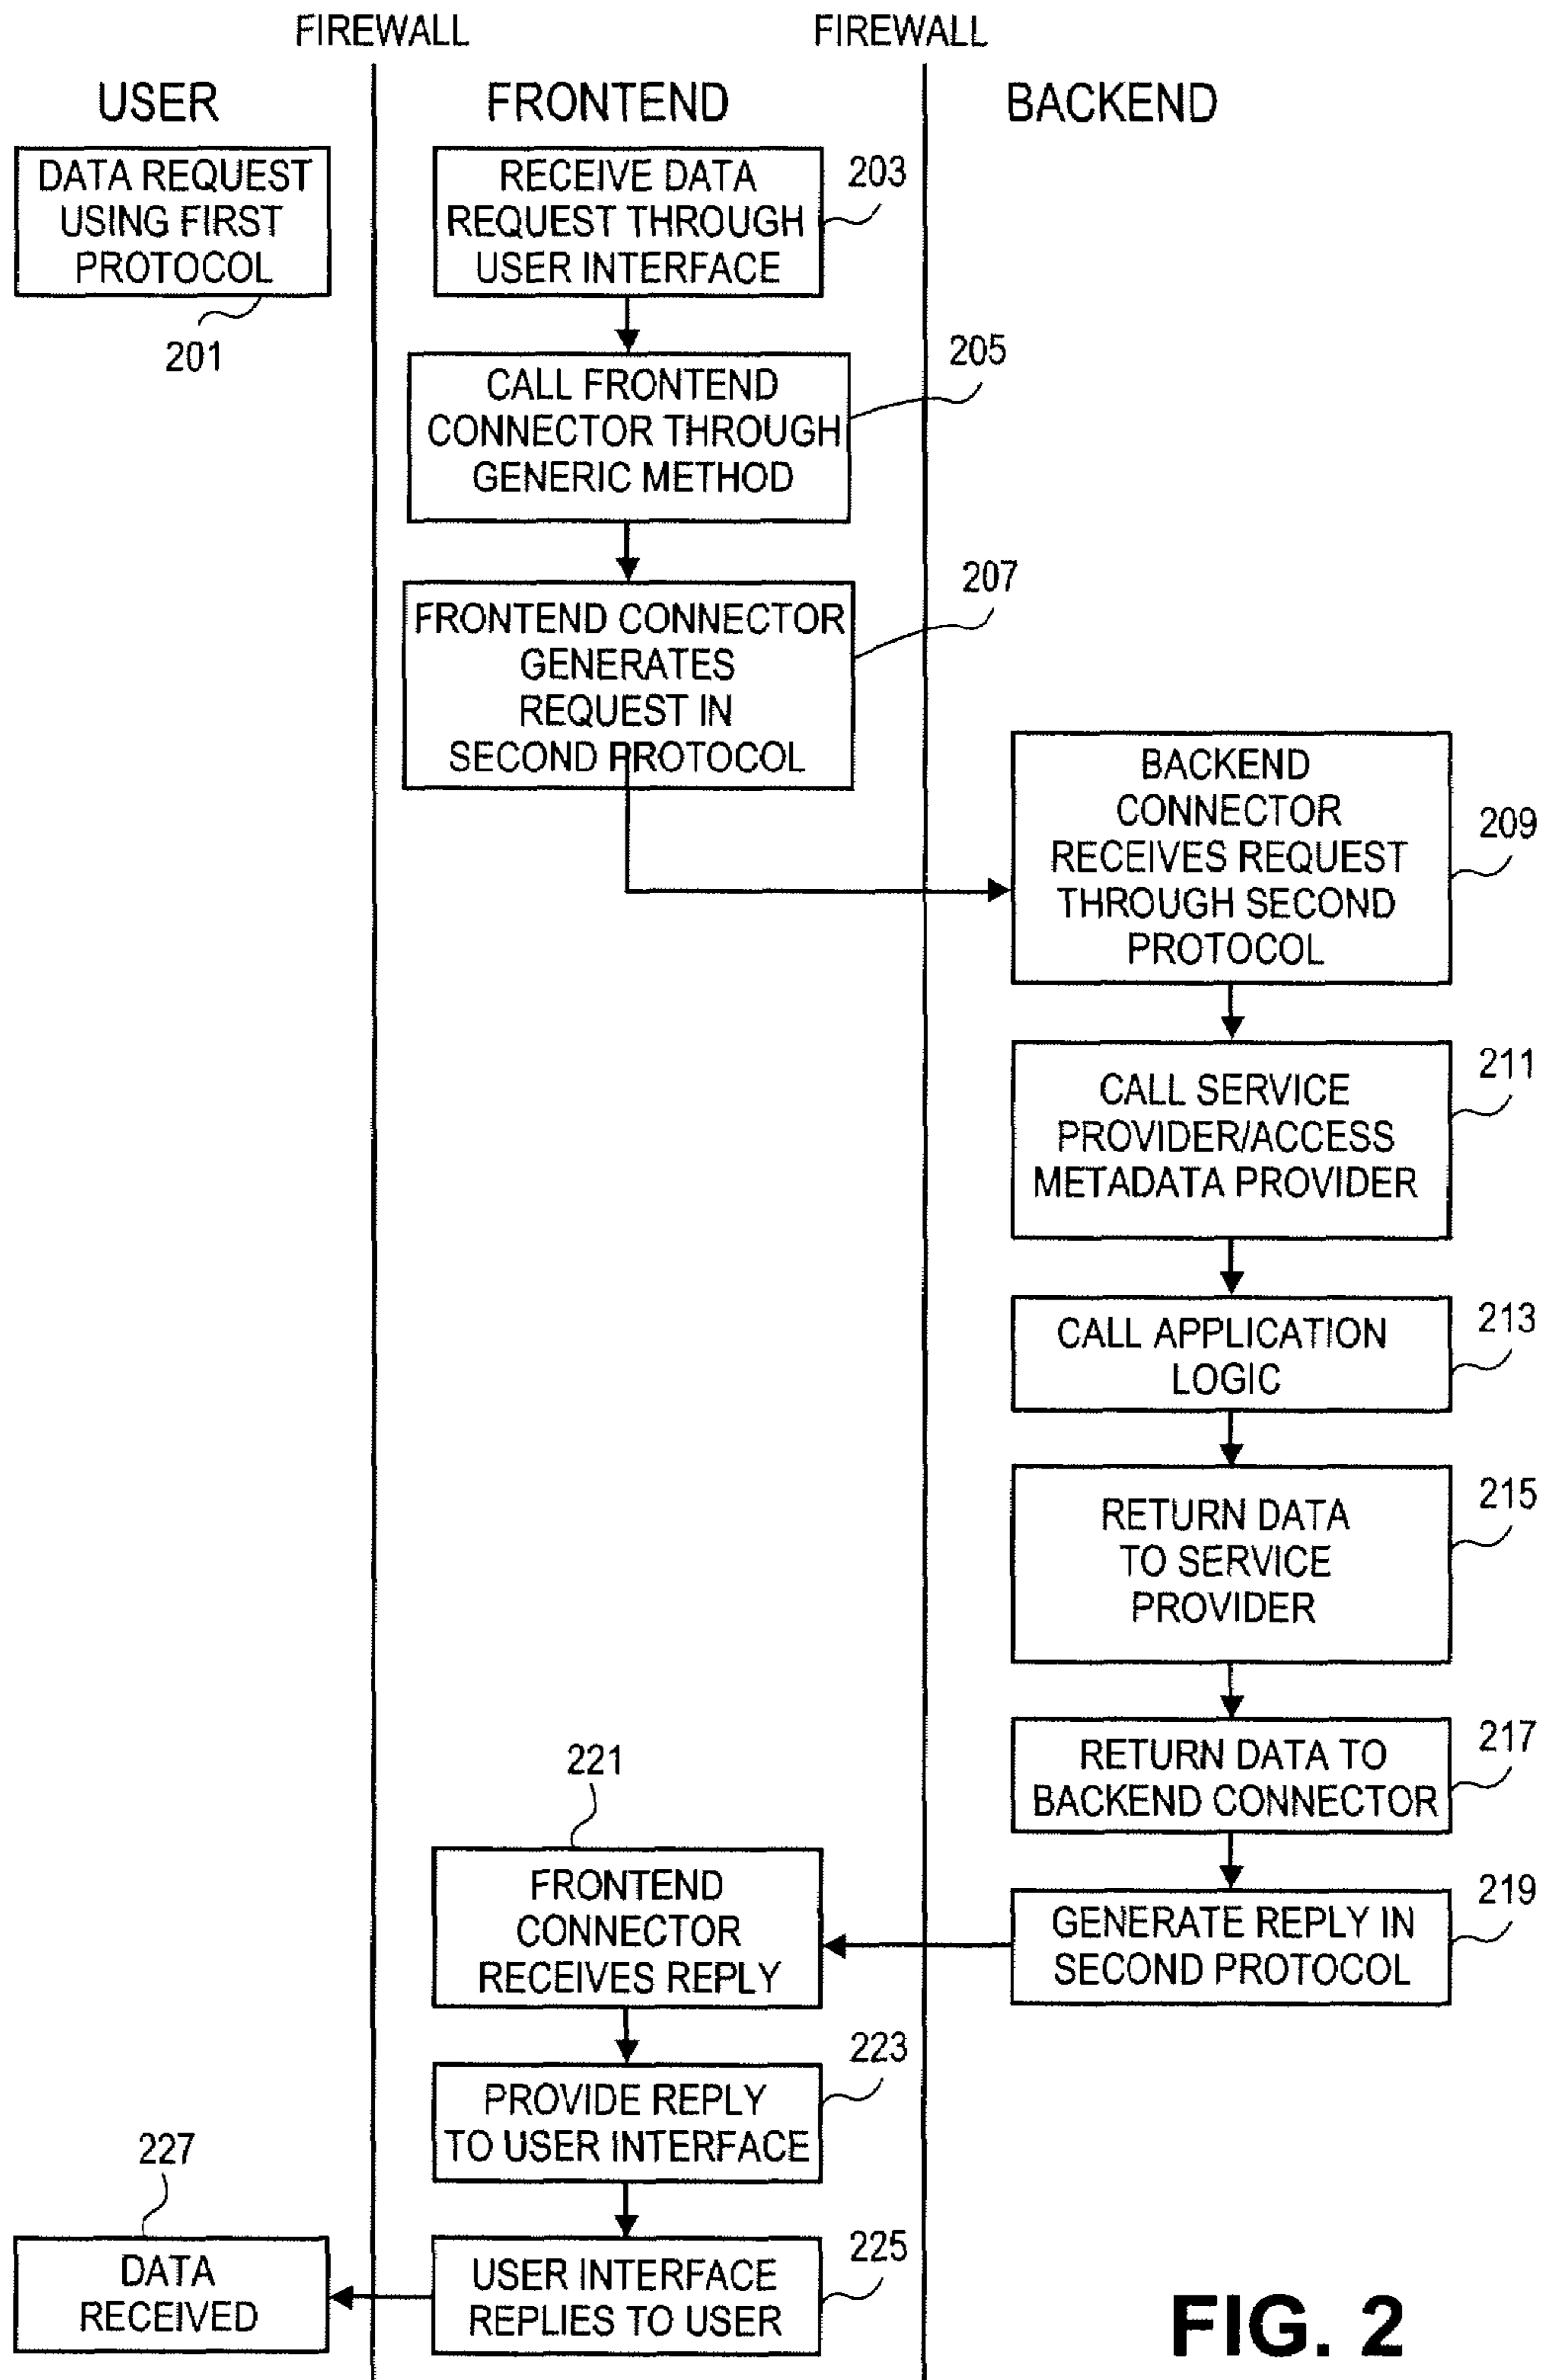 FIREWALL
FIREWALL
USER
FRONTEND
BACKEND
DATA REQUEST
USING FIRST
PROTOCOL
201
RECEIVE DATA
REQUEST THROUGH
USER INTERFACE
203
CALL FRONTEND
CONNECTOR THROUGH
GENERIC METHOD
205
FRONTEND CONNECTOR
GENERATES
REQUEST IN
SECOND PROTOCOL
207
BACKEND
CONNECTOR
RECEIVES REQUEST
THROUGH SECOND
PROTOCOL
209
CALL SERVICE
PROVIDER/ACCESS
METADATA PROVIDER
211
CALL APPLICATION
LOGIC
213
RETURN DATA
TO SERVICE
PROVIDER
215
RETURN DATA TO
BACKEND CONNECTOR
217
GENERATE REPLY IN
SECOND PROTOCOL
219
221
FRONTEND
CONNECTOR
RECEIVES REPLY
PROVIDE REPLY
TO USER INTERFACE
223
USER INTERFACE
REPLIES TO USER
225
227
DATA
RECEIVED
FIG. 2